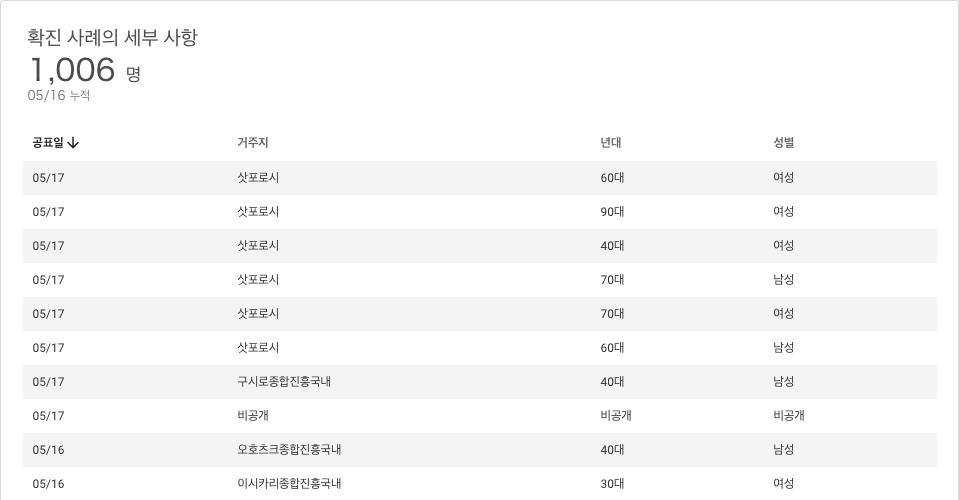 확진 사례의 세부 사항
1,006 명
05/16 누적
공표일 거주지 년대 성별
05/17 삿포로시 60대 여성
05/17 삿포로시 90대 여성
05/17 삿포로시 40대 여성
05/17 삿포로시 70대 남성
05/17 삿포로시 70대 여성
05/17 삿포로시 60대 남성
05/17 구시로종합진흥국내 40대 남성
05/17 비공개 비공개 비공개
05/16 오호츠크종합진흥국내 40대 남성
05/16 이시카리종합진흥국내 30대 여성